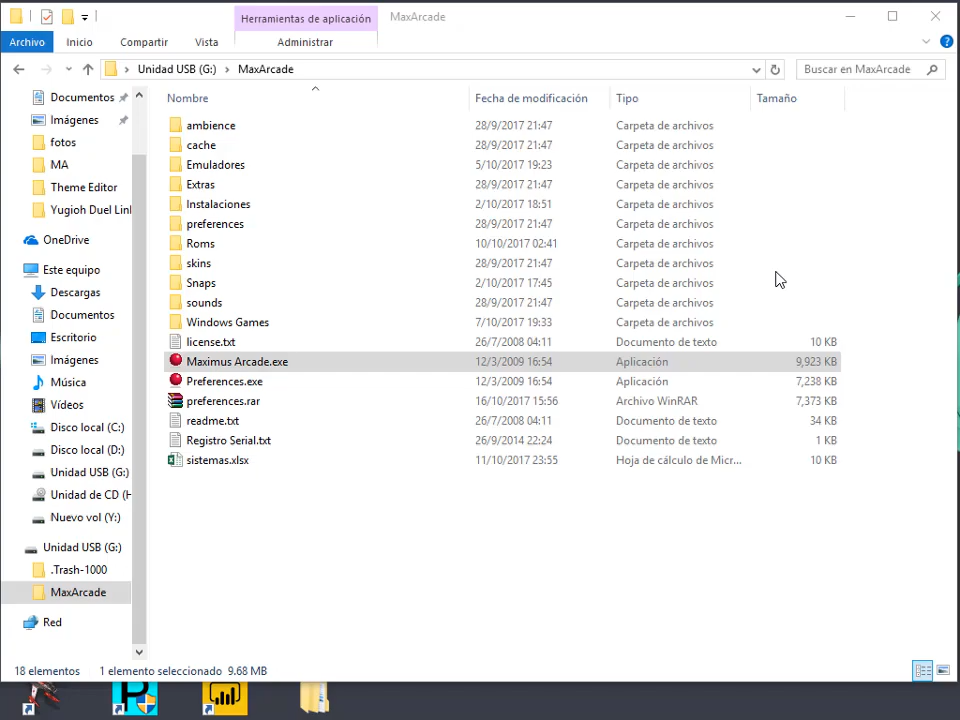 Herramientas de aplicación
MaxArcade
Archivo
Inicio
Compartir
Vista
Administrar
Unidad USB (G:) › MaxArcade
Buscar en MaxArcade
Documentos
Imágenes
fotos
MA
Theme Editor
Yugioh Duel Lin
OneDrive
Este equipo
Descargas
Documentos
Escritorio
Imágenes
Música
Vídeos
Disco local (C:)
Disco local (D:)
Unidad USB (G:)
Unidad de CD (H
Nuevo vol (Y:)
Unidad USB (G:)
.Trash-1000
MaxArcade
Red
Nombre Fecha de modificación Tipo Tamaño
ambience 28/9/2017 21:47 Carpeta de archivos
cache 28/9/2017 21:47 Carpeta de archivos
Emuladores 5/10/2017 19:23 Carpeta de archivos
Extras 28/9/2017 21:47 Carpeta de archivos
Instalaciones 2/10/2017 18:51 Carpeta de archivos
preferences 28/9/2017 21:47 Carpeta de archivos
Roms 10/10/2017 02:41 Carpeta de archivos
skins 28/9/2017 21:47 Carpeta de archivos
Snaps 2/10/2017 17:45 Carpeta de archivos
sounds 28/9/2017 21:47 Carpeta de archivos
Windows Games 7/10/2017 19:33 Carpeta de archivos
license.txt 26/7/2008 04:11 Documento de texto 10 KB
Maximus Arcade.exe 12/3/2009 16:54 Aplicación 9,923 KB
Preferences.exe 12/3/2009 16:54 Aplicación 7,238 KB
preferences.rar 16/10/2017 15:56 Archivo WinRAR 7,373 KB
readme.txt 26/7/2008 04:11 Documento de texto 34 KB
Registro Serial.txt 26/9/2014 22:24 Documento de texto 1 KB
sistemas.xlsx 11/10/2017 23:55 Hoja de cálculo de Micr... 10 KB
18 elementos 1 elemento seleccionado 9.68 MB